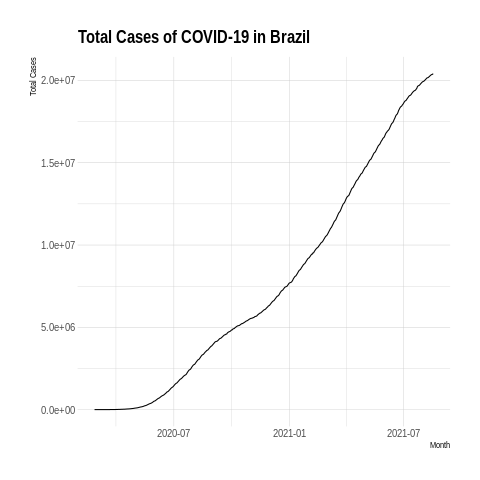 Total Cases of COVID-19 in Brazil
Total Cases
2.0e+07
1.5e+07
1.0e+07
5.0e+06
0.0e+00
2020-07
2021-01
2021-07
Month